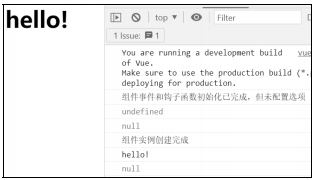 hello!
top ▼ Filter
1 Issue: 1
You are running a development build vue
of Vue.
Make sure to use the production build (*.
deploying for production.
组件事件和钩子函数初始化已完成，但未配置选项
undefined
null
组件实例创建完成
hello!
null